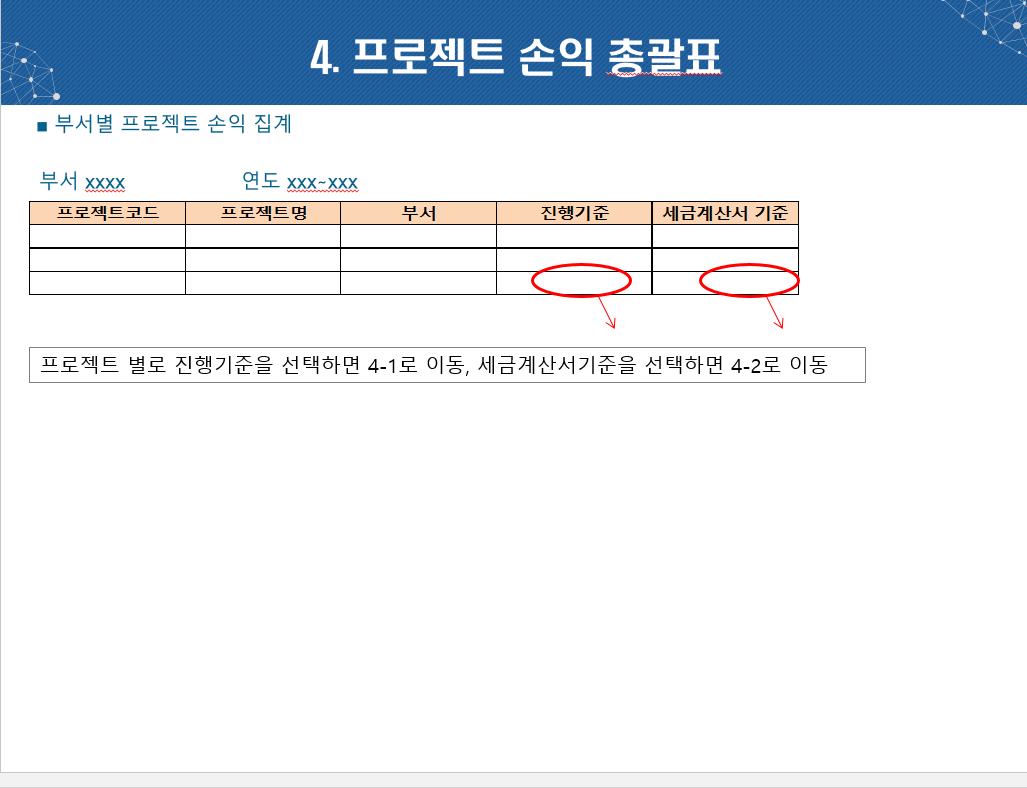 4. 프로젝트 손익 총괄표
■ 부서별 프로젝트 손익 집계
부서 xxxx 연도 xxx~xxx
프로젝트코드 프로젝트명 부서 진행기준 세금계산서 기준
프로젝트 별로 진행기준을 선택하면 4-1로 이동, 세금계산서기준을 선택하면 4-2로 이동